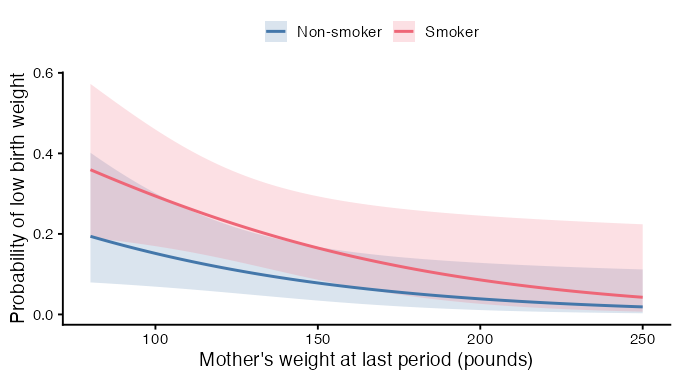 Non-smoker Smoker
Probability of low birth weight
0.6
0.4
0.2
0.0
100 150 200 250
Mother's weight at last period (pounds)